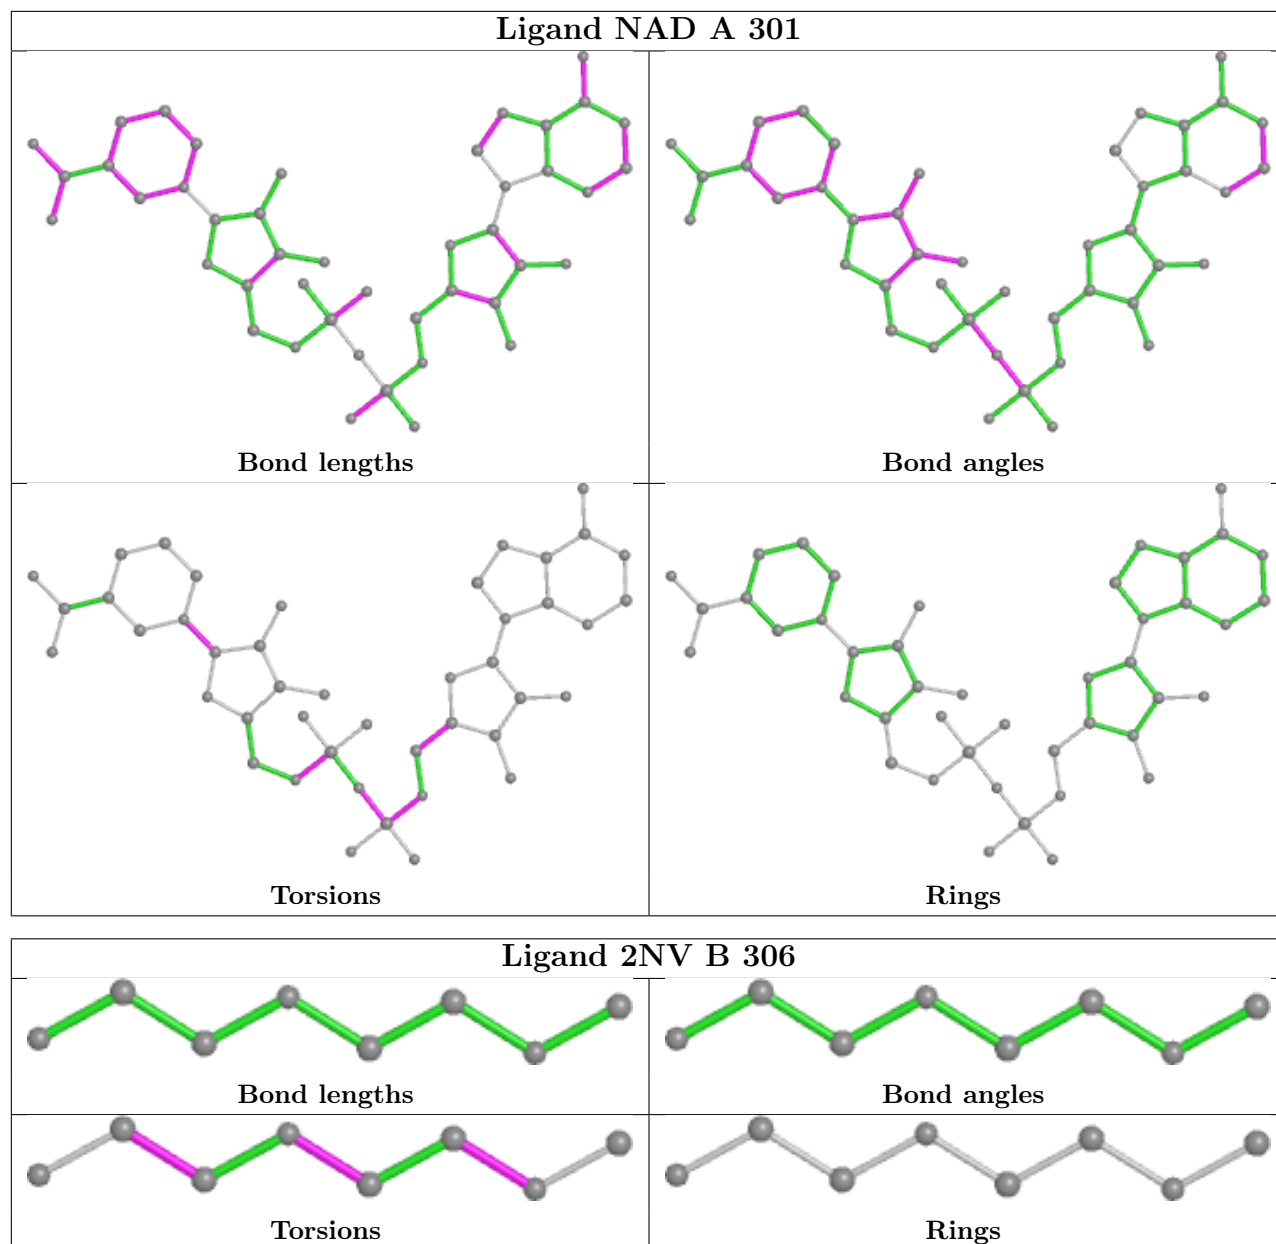 Ligand NAD A 301
Bond lengths
Bond angles
Torsions
Rings
Ligand 2NV B 306
Bond lengths
Bond angles
Torsions
Rings